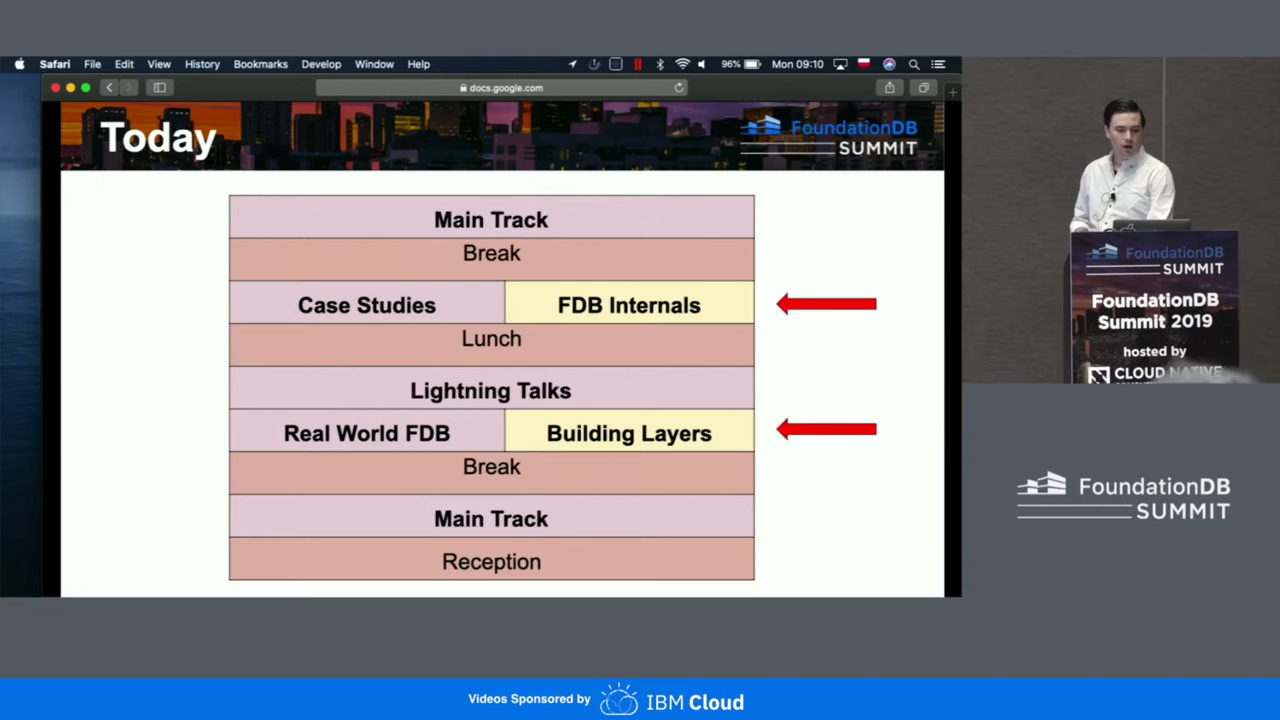 Safari File Edit View History Bookmarks Develop Window Help 96% Mon 09:10
docs.google.com
Today
FoundationDB
SUMMIT
Main Track
Break
Case Studies FDB Internals
Lunch
Lightning Talks
Real World FDB Building Layers
Break
Main Track
Reception
FoundationDB
SUMMIT
FoundationDB
Summit 2019
hosted by
CLOUD NATIVE
FoundationDB
SUMMIT
Videos Sponsored by IBM Cloud